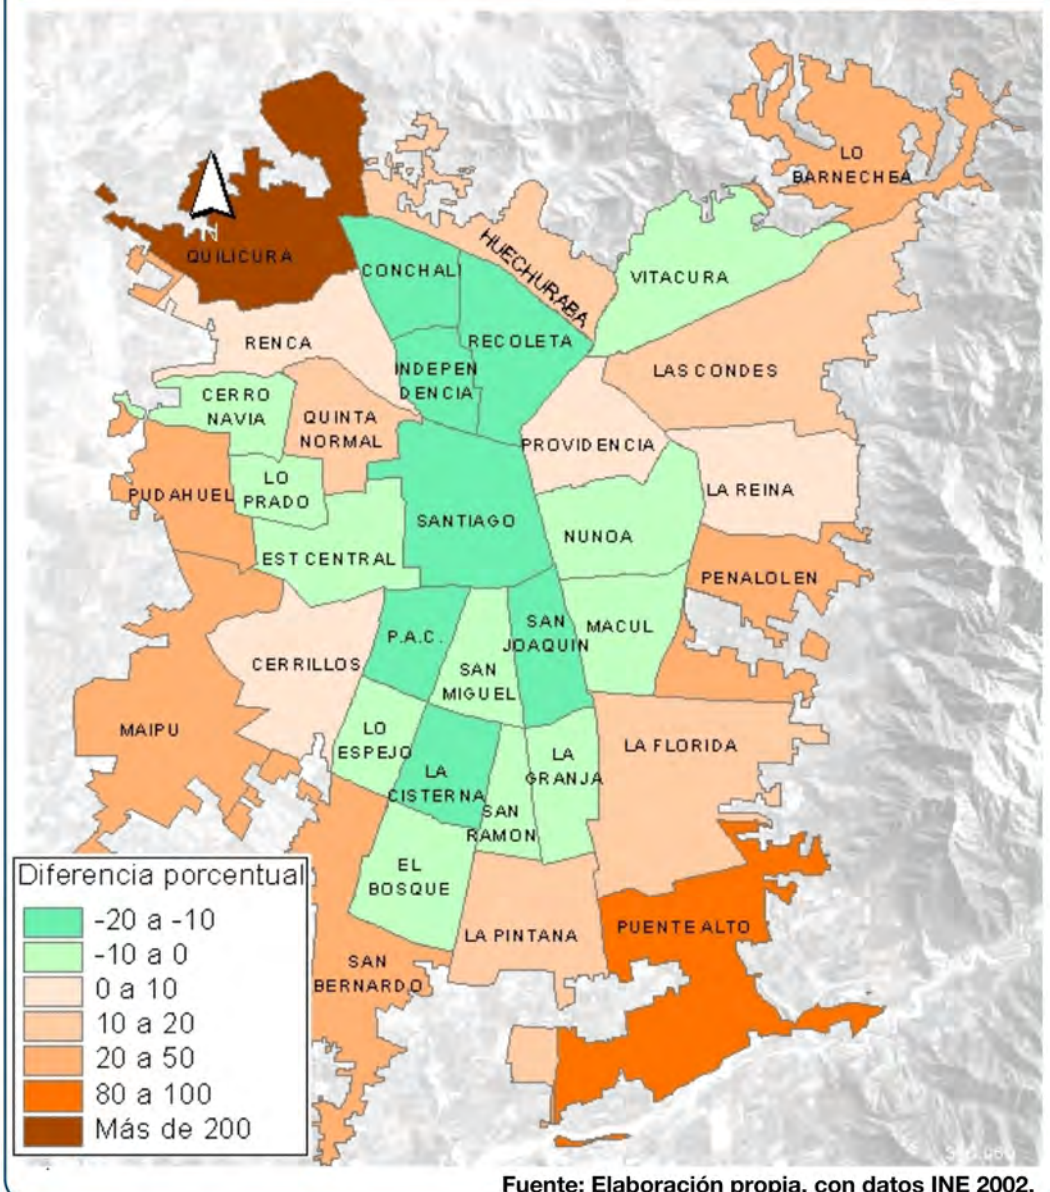 LO
BARNECHEA
QUILICURA
CONCHALI
HUECHURABA
VITACURA
RENCA
RECOLETA
INDEPEN
DENCIA
LAS CONDES
CERRO
NAVIA
QUINTA
NORMAL
PROVIDENCIA
LO
PRADO
PUDAHUEL
LA REINA
SANTIAGO
NUNOA
EST CENTRAL
PENALOLEN
P.A.C.
SAN
JOAQUIN
MACUL
CERRILLOS
SAN
MIGUEL
MAIPU
LO
ESPEJO
LA FLORIDA
LA
GRANJA
LA
CISTERNA
SAN
RAMON
EL
BOSQUE
PUENTE ALTO
LA PINTANA
SAN
BERNARDO
Diferencia porcentual
-20 a -10
-10 a 0
0 a 10
10 a 20
20 a 50
80 a 100
Más de 200
Fuente: Elaboración propia, con datos INE 2002.